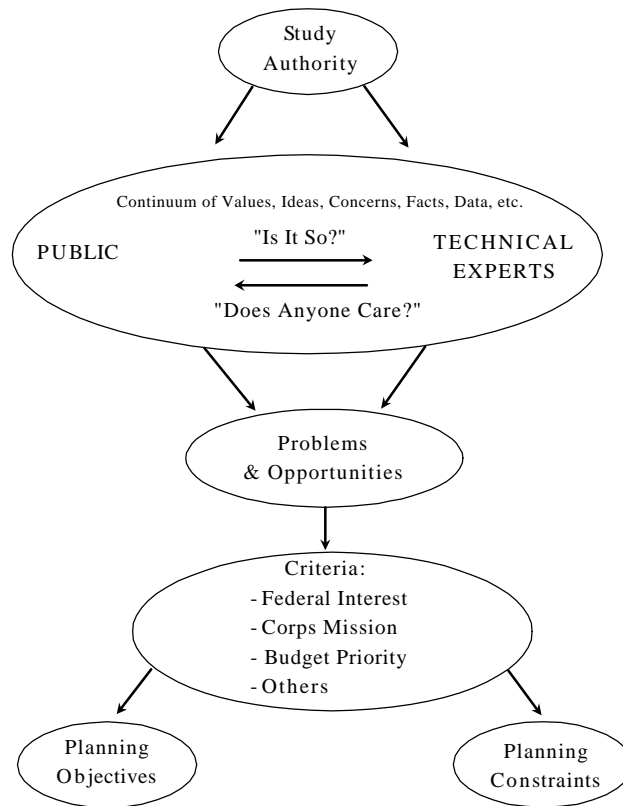 Study
Authority
Continuum of Values, Ideas, Concerns, Facts, Data, etc.
"Is It So?"
PUBLIC
TECHNICAL
EXPERTS
"Does Anyone Care?"
Problems
& Opportunities
Criteria:
- Federal Interest
- Corps Mission
- Budget Priority
- Others
Planning
Objectives
Planning
Constraints